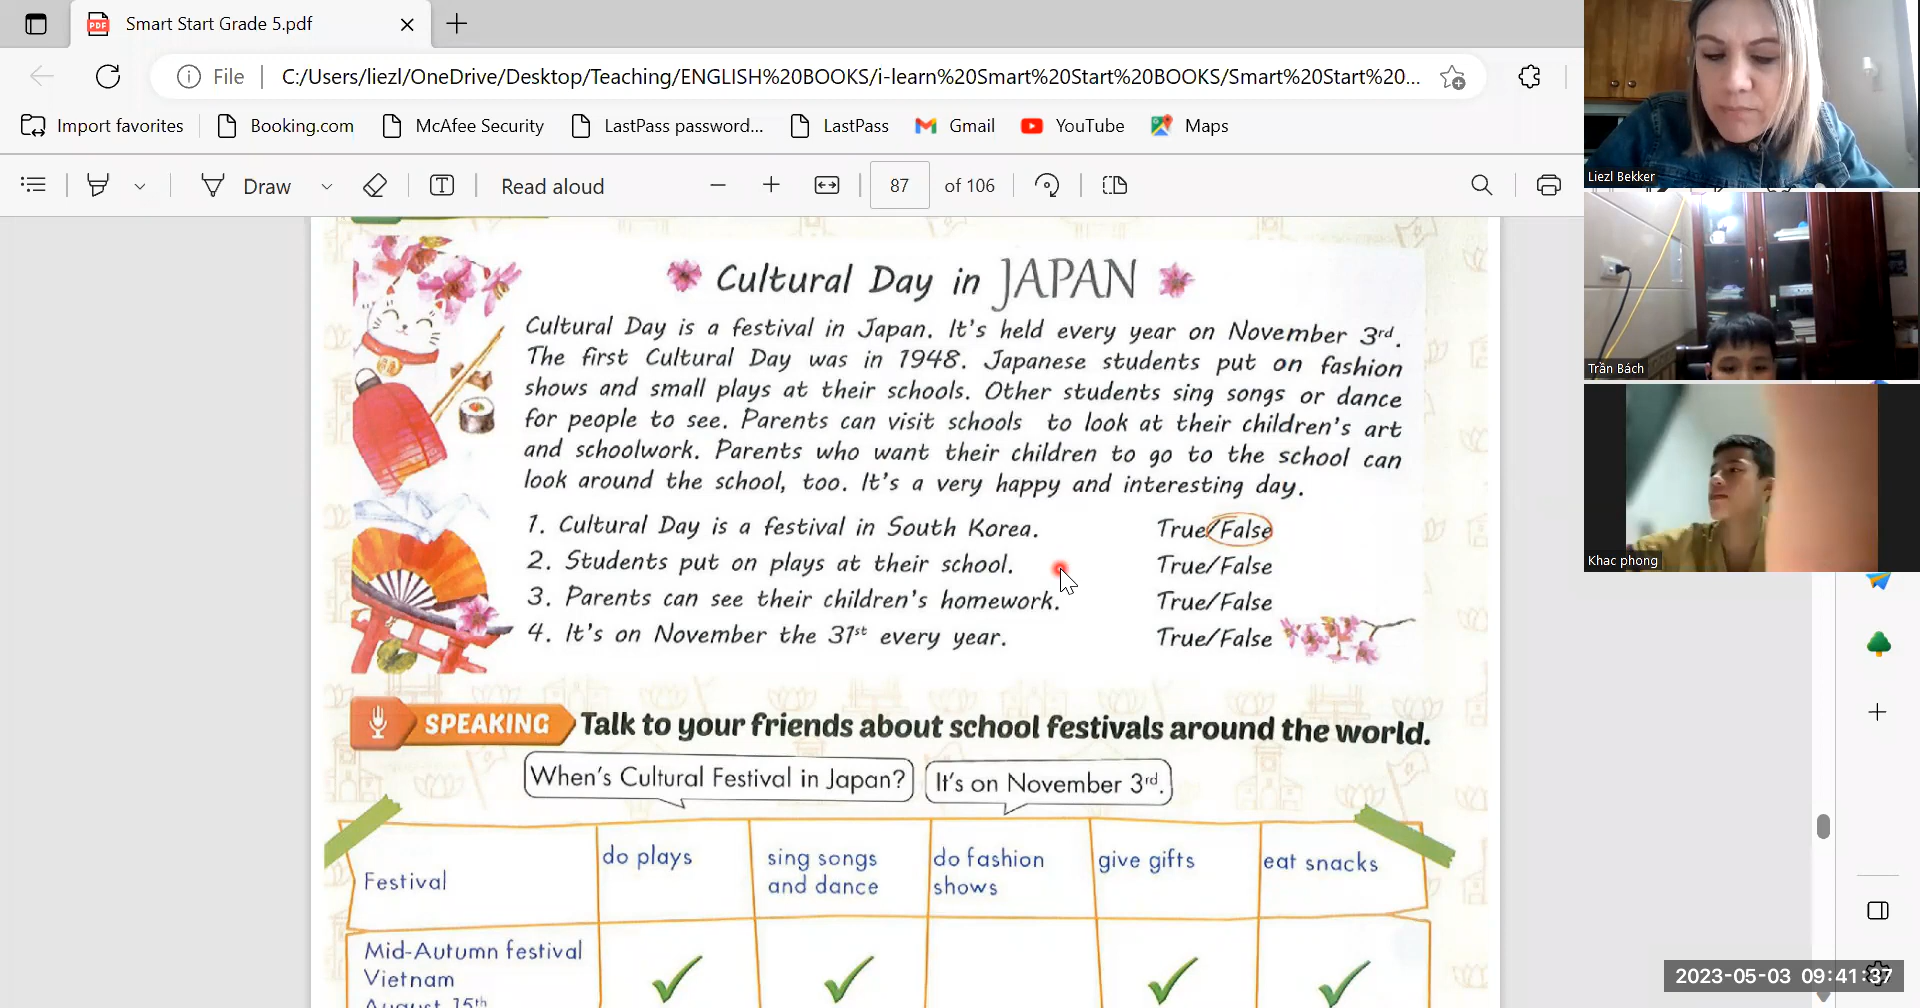 Smart Start Grade 5.pdf
File
C:/Users/liezl/OneDrive/Desktop/Teaching/ENGLISH%20BOOKS/i-learn%20Smart%20Start%20BOOKS/Smart%20Start%20...
Import favorites
Booking.com
McAfee Security
LastPass password...
LastPass
Gmail
YouTube
Maps
Draw
Read aloud
87
of 106
Liezl Bekker
Trần Bách
Khac phong
Cultural Day in JAPAN
Cultural Day is a festival in Japan. It's held every year on November 3rd.
The first Cultural Day was in 1948. Japanese students put on fashion
shows and small plays at their schools. Other students sing songs or dance
for people to see. Parents can visit schools to look at their children's art
and schoolwork. Parents who want their children to go to the school can
look around the school, too. It's a very happy and interesting day.
1. Cultural Day is a festival in South Korea. True/False
2. Students put on plays at their school. True/False
3. Parents can see their children's homework. True/False
4. It's on November the 31st every year. True/False
SPEAKING Talk to your friends about school festivals around the world.
When's Cultural Festival in Japan? It's on November 3rd.
Festival
do plays
sing songs
and dance
do fashion
shows
give gifts
eat snacks
Mid-Autumn festival
Vietnam
August 15th
2023-05-03 09:41:37